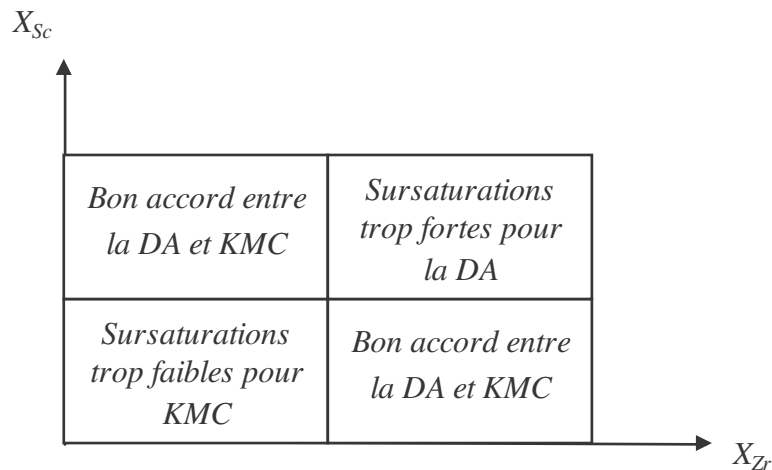 X_Sc
Bon accord entre
la DA et KMC
Sursaturations
trop fortes pour
la DA
Sursaturations
trop faibles pour
KMC
Bon accord entre
la DA et KMC
X_Zr